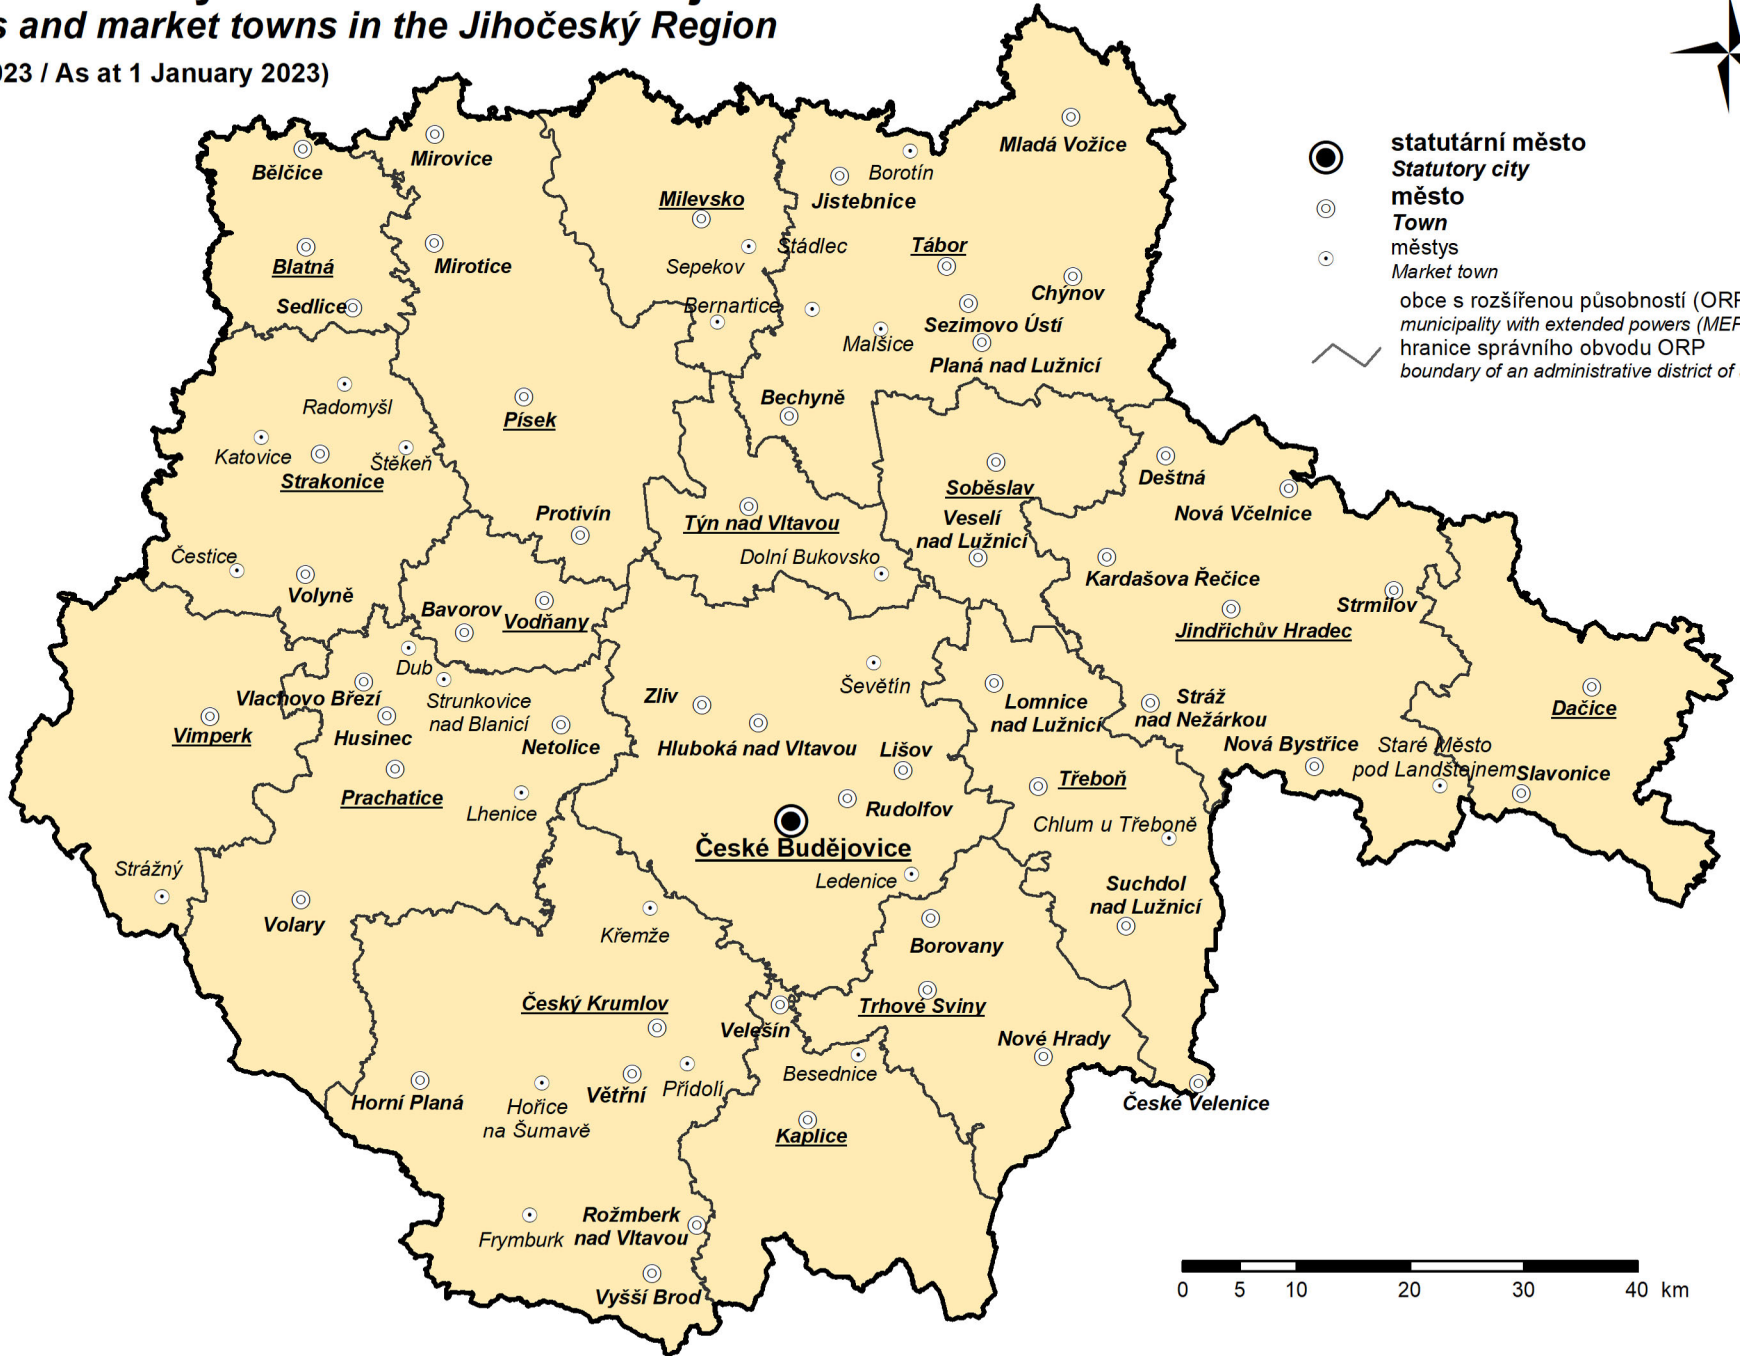 s and market towns in the Jihočeský Region
023 / As at 1 January 2023)
statutární město
Statutory city
město
Town
městys
Market town
obce s rozšířenou působností (ORP
municipality with extended powers (MEP
hranice správního obvodu ORP
boundary of an administrative district of
Mladá Vožice
Mirovice
Bělčice
Borotín
Jistebnice
Milevsko
Stádlec
Tábor
Sepekov
Mirotice
Blatná
Chýnov
Sedlice
Bernartice
Sezimovo Ústí
Malšice
Planá nad Lužnicí
Bechyně
Radomyšl
Písek
Katovice
Štěkeň
Strakonice
Deštná
Soběslav
Nová Včelnice
Protivín
Týn nad Vltavou
Veselí
nad Lužnicí
Čestice
Dolní Bukovsko
Kardašova Řečice
Volyně
Strmilov
Bavorov
Vodňany
Jindřichův Hradec
Dub
Ševětín
Vlachovo Březí
Strunkovice
nad Blanicí
Zliv
Lomnice
nad Lužnicí
Stráž
nad Nežárkou
Dačice
Vimperk
Husinec
Netolice
Hluboká nad Vltavou
Lišov
Nová Bystřice
Staré Město
pod Landštejnem
Slavonice
Prachatice
Třeboň
Lhenice
Rudolfov
Chlum u Třeboně
České Budějovice
Strážný
Ledenice
Suchdol
nad Lužnicí
Volary
Křemže
Borovany
Český Krumlov
Trhové Sviny
Velešín
Nové Hrady
Besednice
Přídolí
Větřní
Horní Planá
Hořice
na Šumavě
České Velenice
Kaplice
Rožmberk
nad Vltavou
Frymburk
Vyšší Brod
0 5 10 20 30 40 km